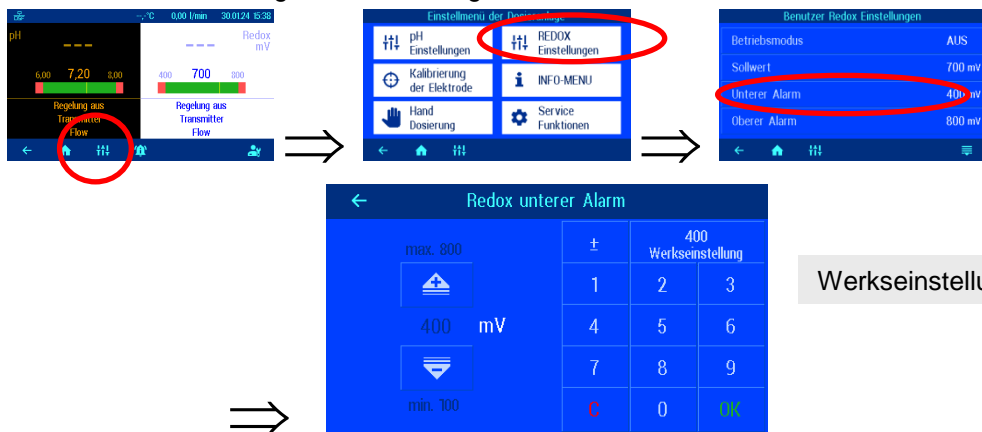 -,-°C 0,00 l/min 30.01.24 15:38
pH
---
6,00 7,20 8,00
Regelung aus
Transmitter
Flow
Redox
mV
---
400 700 800
Regelung aus
Transmitter
Flow
Einstellmenü der Dosieranlage
pH
Einstellungen
REDOX
Einstellungen
Kalibrierung
der Elektrode
INFO-MENU
Hand
Dosierung
Service
Funktionen
Benutzer Redox Einstellungen
Betriebsmodus AUS
Sollwert 700 mV
Unterer Alarm 400 mV
Oberer Alarm 800 mV
Redox unterer Alarm
max. 800
400 mV
min. 100
± 400
Werkseinstellung
1 2 3
4 5 6
7 8 9
C 0 OK
Werkseinstellu